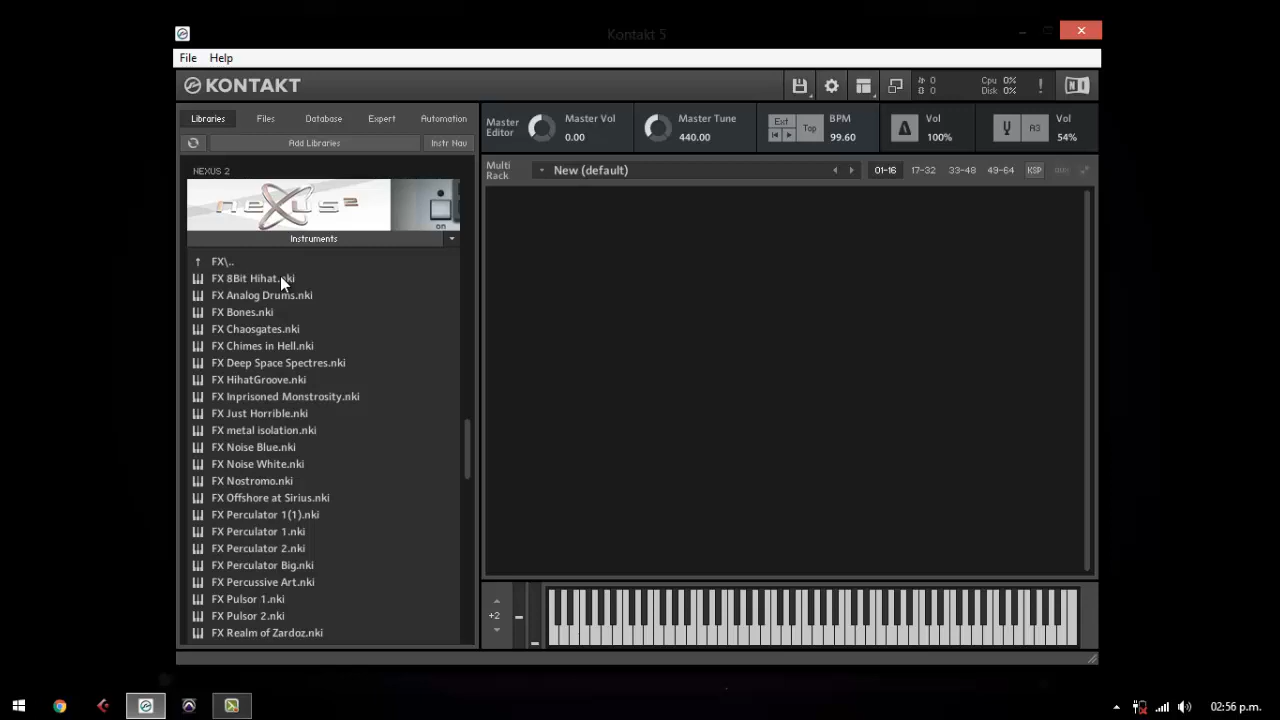 Kontakt 5
File Help
KONTAKT
0
0
Cpu 0%
Disk 0%
!
Libraries Files Database Expert Automation
Add Libraries Instr Nav
Master Editor
Master Vol
0.00
Master Tune
440.00
Ext
Top
BPM
99.60
Vol
100%
A3
Vol
54%
Multi Rack
New (default)
01-16 17-32 33-48 49-64 KSP
NEXUS 2
neXus²
on
Instruments
FX\..
FX 8Bit Hihat.nki
FX Analog Drums.nki
FX Bones.nki
FX Chaosgates.nki
FX Chimes in Hell.nki
FX Deep Space Spectres.nki
FX HihatGroove.nki
FX Inprisoned Monstrosity.nki
FX Just Horrible.nki
FX metal isolation.nki
FX Noise Blue.nki
FX Noise White.nki
FX Nostromo.nki
FX Offshore at Sirius.nki
FX Perculator 1(1).nki
FX Perculator 1.nki
FX Perculator 2.nki
FX Perculator Big.nki
FX Percussive Art.nki
FX Pulsor 1.nki
FX Pulsor 2.nki
FX Realm of Zardoz.nki
+2
02:56 p.m.